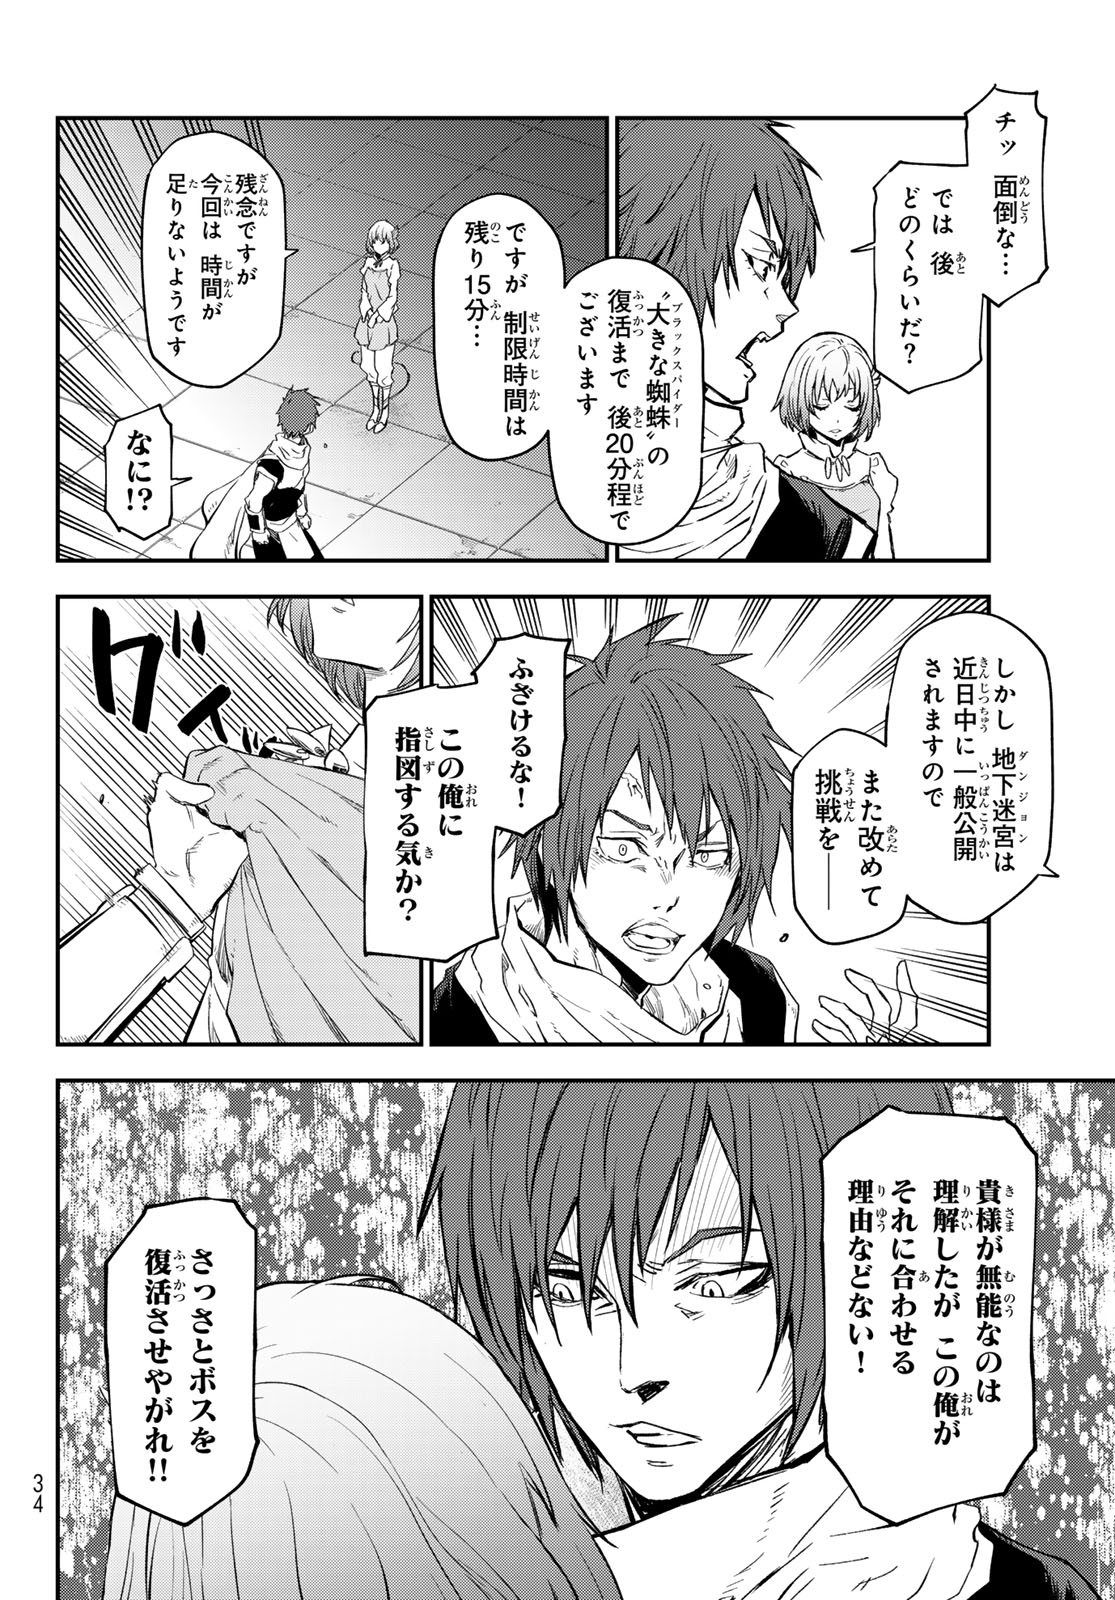 チッ 面倒な…
では 後
どのくらいだ？
〝大きな蜘蛛〟の
復活まで 後20分程で
ございます
ですが 制限時間は
残り15分…
残念ですが
今回は 時間が
足りないようです
なに!?
しかし 地下迷宮は
近日中に 一般公開
されますので
また改めて
挑戦を――
ふざけるな！
この俺に
指図する気か？
グイッ
貴様が無能なのは
理解したが この俺が
それに合わせる
理由などない！
さっさとボスを
復活させやがれ!!
34